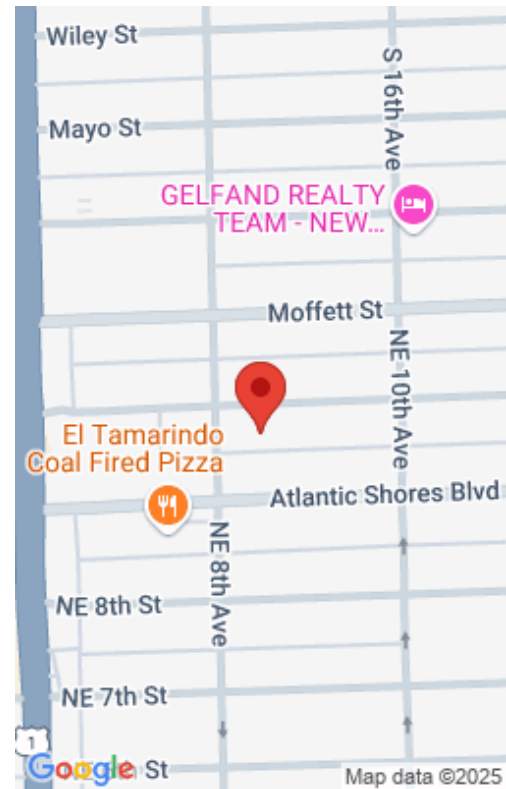 Wiley St
S 16th Ave
Mayo St
GELFAND REALTY
TEAM - NEW...
Moffett St
NE 10th Ave
El Tamarindo
Coal Fired Pizza
Atlantic Shores Blvd
NE 8th Ave
NE 8th St
NE 7th St
1
Google
St
Map data ©2025